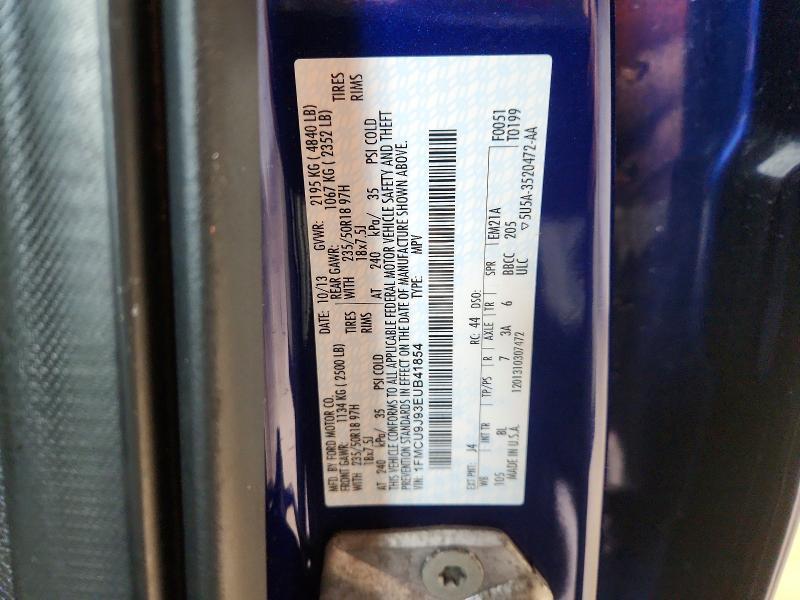 MFD. BY FORD MOTOR CO.
DATE: 10/13 GVWR: 2195 KG ( 4840 LB)
FRONT GAWR: 1134 KG ( 2500 LB) REAR GAWR: 1067 KG ( 2352 LB)
WITH 235/50R18 97H TIRES WITH 235/50R18 97H TIRES
18x7.5J RIMS 18x7.5J RIMS
AT 240 kPa/ 35 PSI COLD AT 240 kPa/ 35 PSI COLD
THIS VEHICLE CONFORMS TO ALL APPLICABLE FEDERAL MOTOR VEHICLE SAFETY AND THEFT
PREVENTION STANDARDS IN EFFECT ON THE DATE OF MANUFACTURE SHOWN ABOVE.
VIN: 1FMCU9J93EUB41854 TYPE: MPV
F0051
T0199
EXT PNT: J4 RC: 44 DSO:
WB INT TR TP/PS R AXLE TR SPR EM21A
105 8L 7 3A 6 BBCC 205
MADE IN U.S.A. 1201310307472 ULC ▽5U5A-3520472-AA